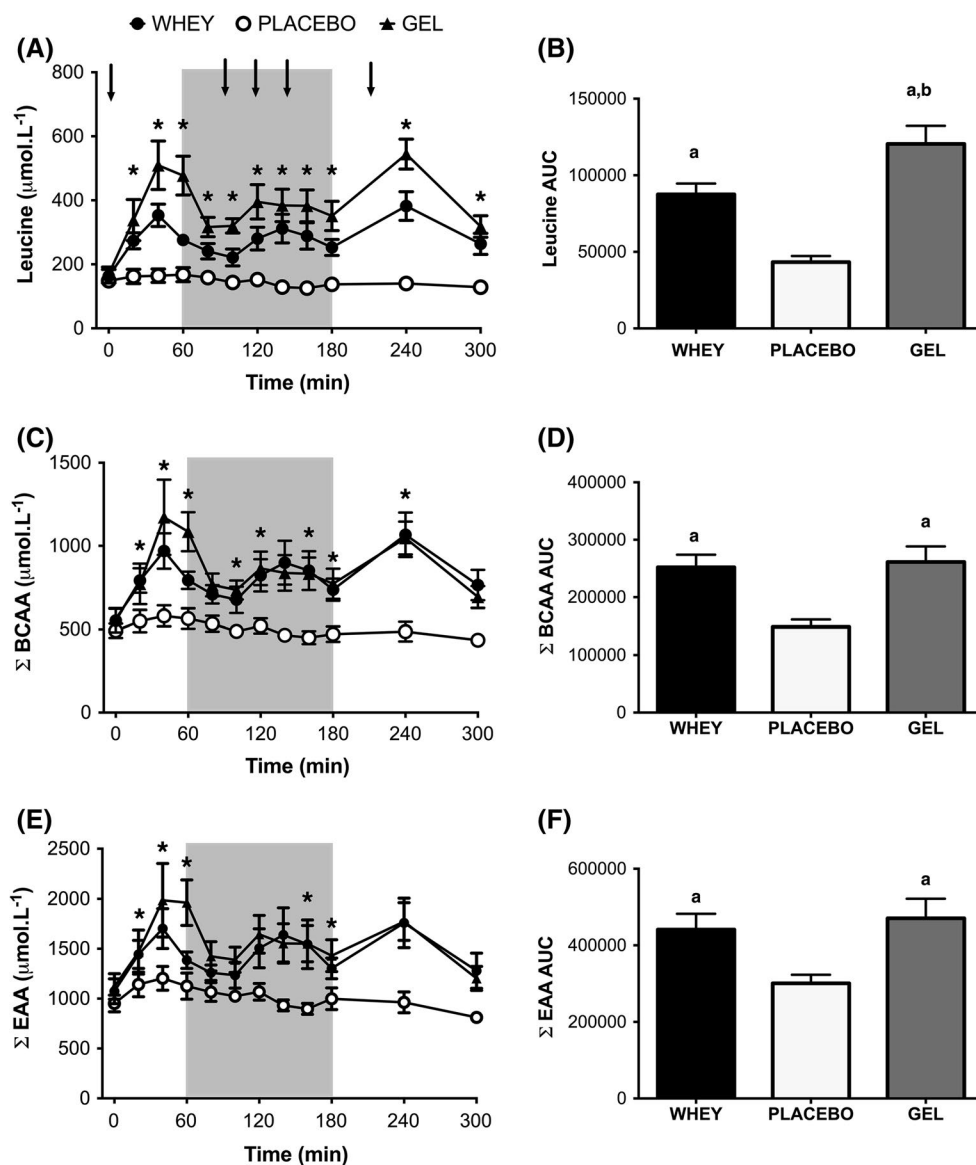 WHEY PLACEBO GEL
(A)
800
600
400
200
0
Leucine (μmol.L⁻¹)
* * * * * * * * * * * *
0 60 120 180 240 300
Time (min)
(B)
150000
100000
50000
0
Leucine AUC
a a,b
WHEY PLACEBO GEL
(C)
1500
1000
500
0
Σ BCAA (μmol.L⁻¹)
* * * * * * * *
0 60 120 180 240 300
Time (min)
(D)
400000
300000
200000
100000
0
Σ BCAA AUC
a a
WHEY PLACEBO GEL
(E)
2500
2000
1500
1000
500
0
Σ EAA (μmol.L⁻¹)
* * * * *
0 60 120 180 240 300
Time (min)
(F)
600000
400000
200000
0
Σ EAA AUC
a a
WHEY PLACEBO GEL